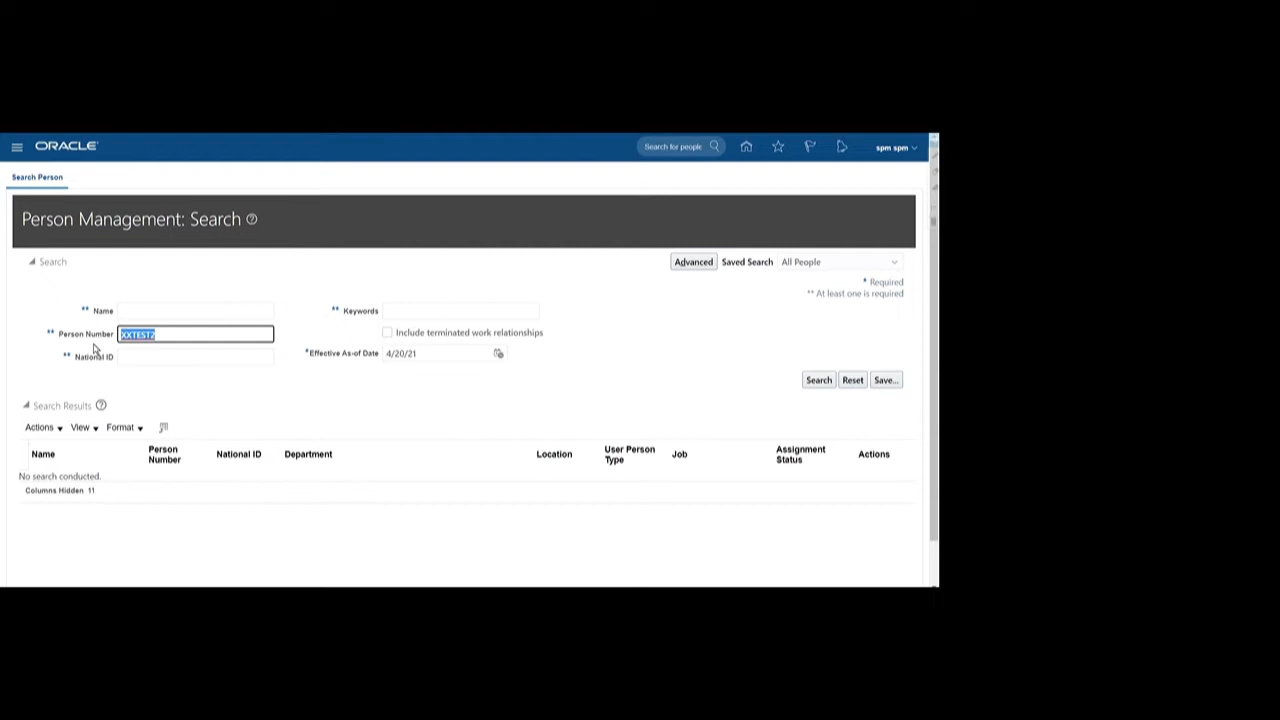 ORACLE
Search for people
spm spm
Search Person
Person Management: Search
Search
Advanced Saved Search All People
* Required
** At least one is required
** Name
** Keywords
** Person Number XXTEST2
Include terminated work relationships
** National ID
*Effective As-of Date 4/20/21
Search Reset Save...
Search Results
Actions View Format
Name Person Number National ID Department Location User Person Type Job Assignment Status Actions
No search conducted.
Columns Hidden 11